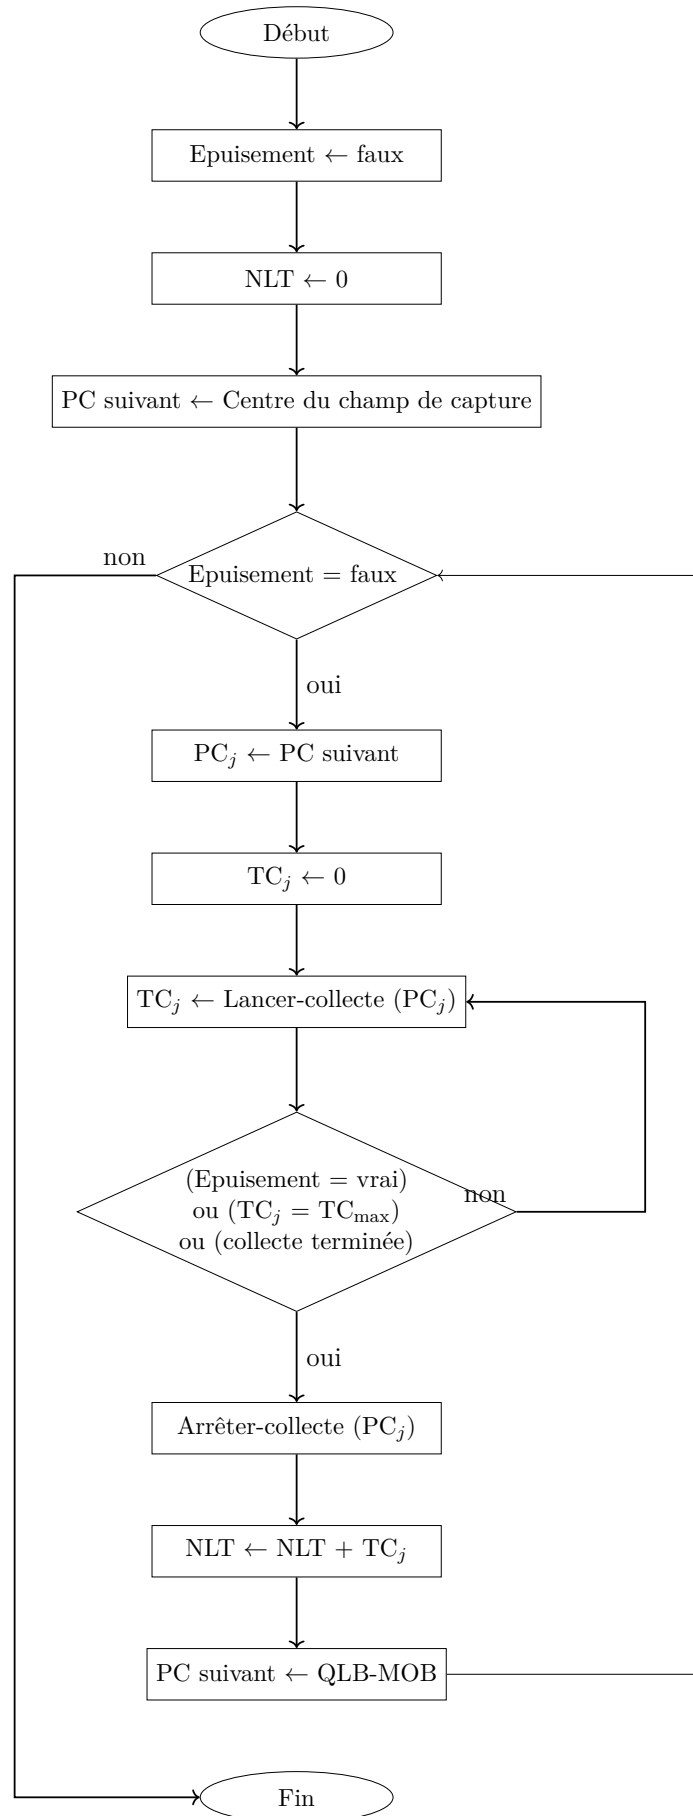 Début
Epuisement ← faux
NLT ← 0
PC suivant ← Centre du champ de capture
non
Epuisement = faux
oui
PC_j ← PC suivant
TC_j ← 0
TC_j ← Lancer-collecte (PC_j)
(Epuisement = vrai)
non
ou (TC_j = TC_max)
ou (collecte terminée)
oui
Arrêter-collecte (PC_j)
NLT ← NLT + TC_j
PC suivant ← QLB-MOB
Fin